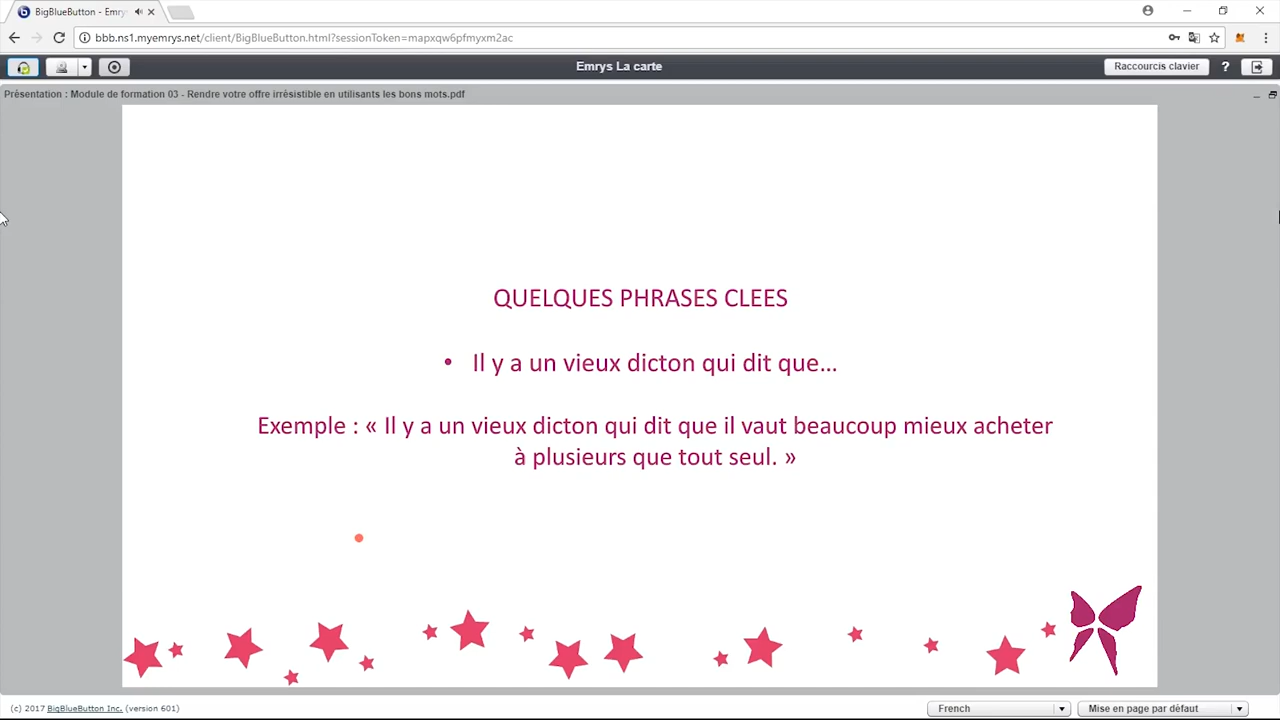 BigBlueButton - Emry
bbb.ns1.myemrys.net/client/BigBlueButton.html?sessionToken=mapxqw6pfmyxm2ac
Emrys La carte
Raccourcis clavier
?
Présentation : Module de formation 03 - Rendre votre offre irrésistible en utilisants les bons mots.pdf
QUELQUES PHRASES CLEES
• Il y a un vieux dicton qui dit que...
Exemple : « Il y a un vieux dicton qui dit que il vaut beaucoup mieux acheter
à plusieurs que tout seul. »
(c) 2017 BigBlueButton Inc. (version 601)
French
Mise en page par défaut